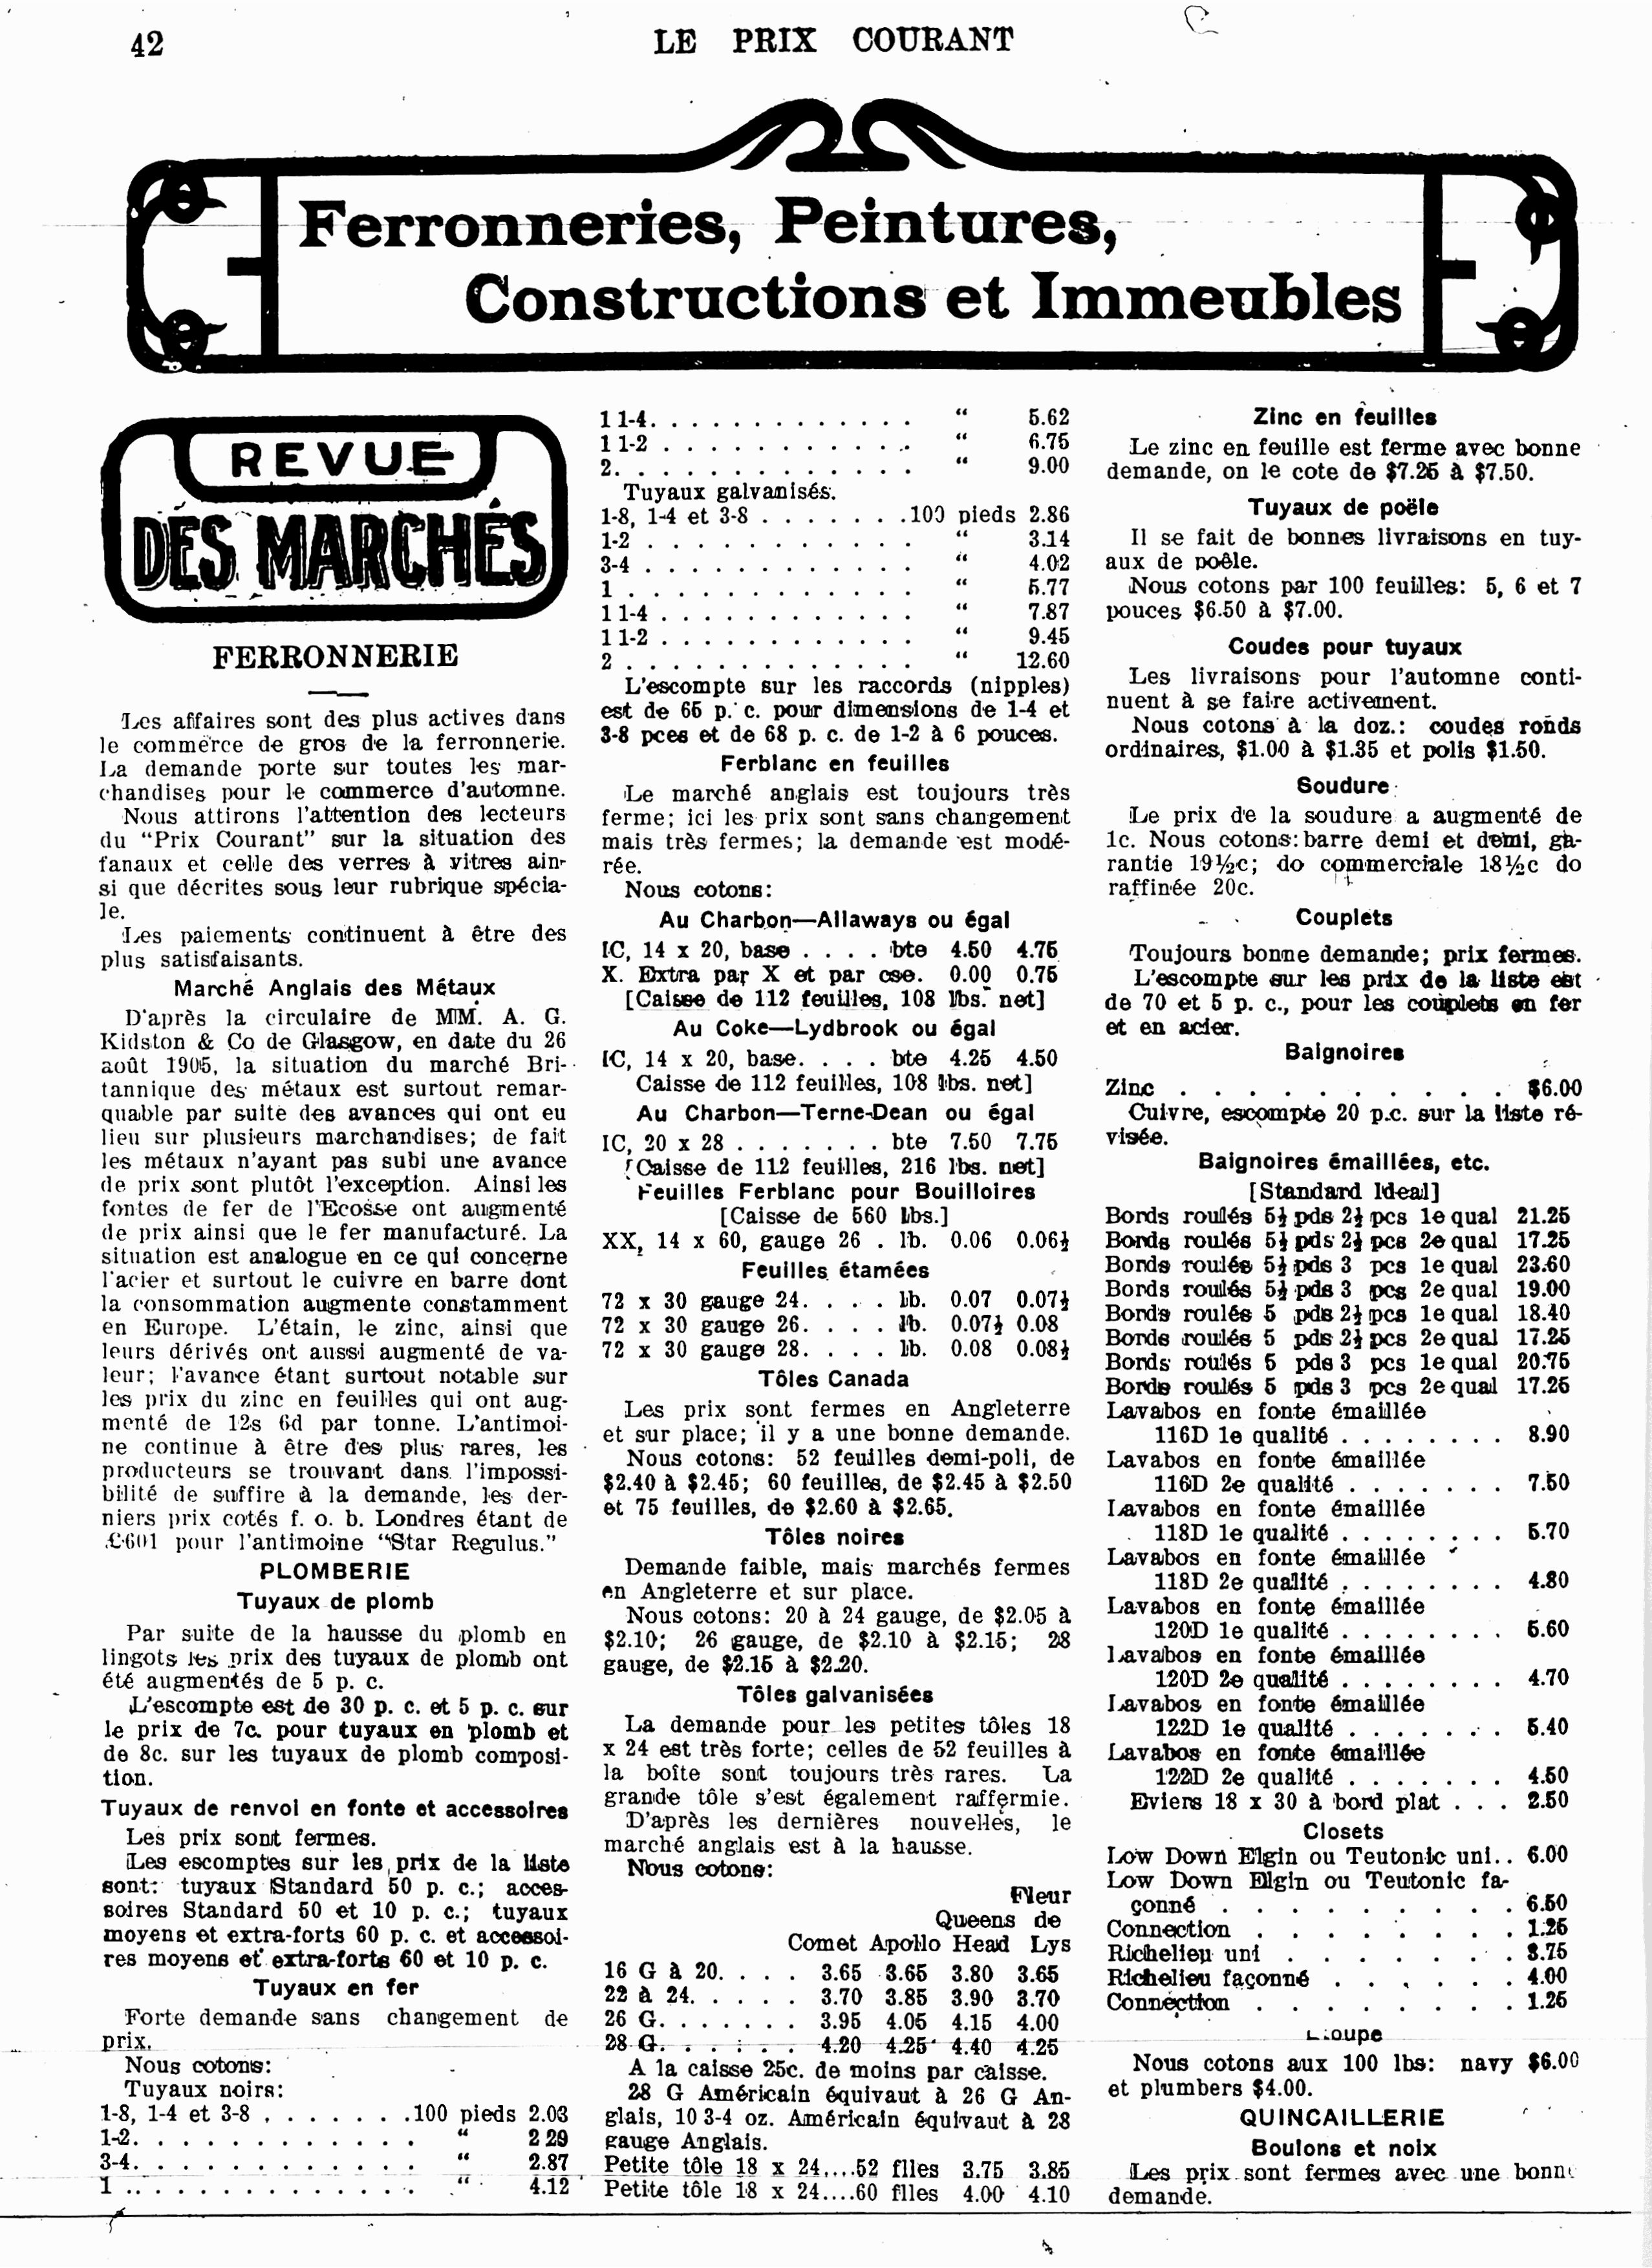 42
LE PRIX COURANT
Ferronneries, Peintures,
Constructions et Immeubles
REVUE
DES MARCHÉS
FERRONNERIE
Les affaires sont des plus actives dans
le commerce de gros de la ferronnerie.
La demande porte sur toutes les mar-
chandises pour le commerce d'automne.
Nous attirons l'attention des lecteurs
du "Prix Courant" sur la situation des
fanaux et celle des verres à vitres ain-
si que décrites sous leur rubrique spécia-
le.
Les paiements continuent à être des
plus satisfaisants.
Marché Anglais des Métaux
D'après la circulaire de MM. A. G.
Kidston & Co de Glasgow, en date du 26
août 1905, la situation du marché Bri-
tannique des métaux est surtout remar-
quable par suite des avances qui ont eu
lieu sur plusieurs marchandises; de fait
les métaux n'ayant pas subi une avance
de prix sont plutôt l'exception. Ainsi les
fontes de fer de l'Ecosse ont augmenté
de prix ainsi que le fer manufacturé. La
situation est analogue en ce qui concerne
l'acier et surtout le cuivre en barre dont
la consommation augmente constamment
en Europe. L'étain, le zinc, ainsi que
leurs dérivés ont aussi augmenté de va-
leur; l'avance étant surtout notable sur
les prix du zinc en feuilles qui ont aug-
menté de 12s 6d par tonne. L'antimoi-
ne continue à être des plus rares, les
producteurs se trouvant dans l'impossi-
bilité de suffire à la demande, les der-
niers prix cotés f. o. b. Londres étant de
£601 pour l'antimoine "Star Regulus."
PLOMBERIE
Tuyaux de plomb
Par suite de la hausse du plomb en
lingots les prix des tuyaux de plomb ont
été augmentés de 5 p. c.
L'escompte est de 30 p. c. et 5 p. c. sur
le prix de 7c. pour tuyaux en plomb et
de 8c. sur les tuyaux de plomb composi-
tion.
Tuyaux de renvoi en fonte et accessoires
Les prix sont fermes.
Les escomptes sur les prix de la liste
sont: tuyaux Standard 50 p. c.; acces-
soires Standard 50 et 10 p. c.; tuyaux
moyens et extra-forts 60 p. c. et accessoi-
res moyens et extra-forts 60 et 10 p. c.
Tuyaux en fer
Forte demande sans changement de
prix.
Nous cotons:
Tuyaux noirs:
1-8, 1-4 et 3-8 . . . . . . . .100 pieds 2.03
1-2. . . . . . . . . . . . . " 2 29
3-4. . . . . . . . . . . . . " 2.87
1 . . . . . . . . . . . . . . " 4.12
1 1-4. . . . . . . . . . . . . " 5.62
1 1-2 . . . . . . . . . . . . " 6.75
2. . . . . . . . . . . . . . " 9.00
Tuyaux galvanisés.
1-8, 1-4 et 3-8 . . . . . . . .100 pieds 2.86
1-2 . . . . . . . . . . . . . " 3.14
3-4 . . . . . . . . . . . . . " 4.02
1 . . . . . . . . . . . . . . " 5.77
1 1-4 . . . . . . . . . . . . " 7.87
1 1-2 . . . . . . . . . . . . " 9.45
2 . . . . . . . . . . . . . . " 12.60
L'escompte sur les raccords (nipples)
est de 65 p. c. pour dimensions de 1-4 et
3-8 pces et de 68 p. c. de 1-2 à 6 pouces.
Ferblanc en feuilles
Le marché anglais est toujours très
ferme; ici les prix sont sans changement
mais très fermes; la demande est modé-
rée.
Nous cotons:
Au Charbon—Allaways ou égal
IC, 14 x 20, base . . . . bte 4.50 4.75
X. Extra par X et par cse. 0.00 0.75
[Caisse de 112 feuilles, 108 lbs. net]
Au Coke—Lydbrook ou égal
IC, 14 x 20, base. . . . bte 4.25 4.50
Caisse de 112 feuilles, 108 lbs. net]
Au Charbon—Terne-Dean ou égal
IC, 20 x 28 . . . . . . . bte 7.50 7.75
[Caisse de 112 feuilles, 216 lbs. net]
Feuilles Ferblanc pour Bouilloires
[Caisse de 560 lbs.]
XX, 14 x 60, gauge 26 . lb. 0.06 0.06½
Feuilles étamées
72 x 30 gauge 24. . . . lb. 0.07 0.07½
72 x 30 gauge 26. . . . lb. 0.07½ 0.08
72 x 30 gauge 28. . . . lb. 0.08 0.08½
Tôles Canada
Les prix sont fermes en Angleterre
et sur place; il y a une bonne demande.
Nous cotons: 52 feuilles demi-poli, de
$2.40 à $2.45; 60 feuilles, de $2.45 à $2.50
et 75 feuilles, de $2.60 à $2.65.
Tôles noires
Demande faible, mais marchés fermes
en Angleterre et sur place.
Nous cotons: 20 à 24 gauge, de $2.05 à
$2.10; 26 gauge, de $2.10 à $2.15; 28
gauge, de $2.15 à $2.20.
Tôles galvanisées
La demande pour les petites tôles 18
x 24 est très forte; celles de 52 feuilles à
la boîte sont toujours très rares. La
grande tôle s'est également raffermie.
D'après les dernières nouvelles, le
marché anglais est à la hausse.
Nous cotons:
Fleur
Queens de
Comet Apollo Head Lys
16 G à 20. . . . 3.65 3.65 3.80 3.65
22 à 24. . . . . 3.70 3.85 3.90 3.70
26 G. . . . . . . 3.95 4.05 4.15 4.00
28 G. . . . . . . 4.20 4.25 4.40 4.25
A la caisse 25c. de moins par caisse.
28 G Américain équivaut à 26 G An-
glais, 10 3-4 oz. Américain équivaut à 28
gauge Anglais.
Petite tôle 18 x 24....52 flles 3.75 3.85
Petite tôle 18 x 24....60 flles 4.00 4.10
Zinc en feuilles
Le zinc en feuille est ferme avec bonne
demande, on le cote de $7.25 à $7.50.
Tuyaux de poële
Il se fait de bonnes livraisons en tuy-
aux de poêle.
Nous cotons par 100 feuilles: 5, 6 et 7
pouces $6.50 à $7.00.
Coudes pour tuyaux
Les livraisons pour l'automne conti-
nuent à se faire activement.
Nous cotons à la doz.: coudes ronds
ordinaires, $1.00 à $1.35 et polis $1.50.
Soudure
Le prix de la soudure a augmenté de
1c. Nous cotons: barre demi et demi, ga-
rantie 19½c; do commerciale 18½c do
raffinée 20c.
Couplets
Toujours bonne demande; prix fermes.
L'escompte sur les prix de la liste est
de 70 et 5 p. c., pour les couplets en fer
et en acier.
Baignoires
Zinc . . . . . . . . . . . $6.00
Cuivre, escompte 20 p.c. sur la liste ré-
visée.
Baignoires émaillées, etc.
[Standard Ideal]
Bords roulés 5½ pds 2½ pcs 1e qual 21.25
Bords roulés 5½ pds 2½ pcs 2e qual 17.25
Bords roulés 5½ pds 3 pcs 1e qual 23.60
Bords roulés 5½ pds 3 pcs 2e qual 19.00
Bords roulés 5 pds 2½ pcs 1e qual 18.40
Bords roulés 5 pds 2½ pcs 2e qual 17.25
Bords roulés 5 pds 3 pcs 1e qual 20.75
Bords roulés 5 pds 3 pcs 2e qual 17.25
Lavabos en fonte émaillée
116D 1e qualité . . . . . . . . 8.90
Lavabos en fonte émaillée
116D 2e qualité . . . . . . . 7.50
Lavabos en fonte émaillée
118D 1e qualité . . . . . . . . 5.70
Lavabos en fonte émaillée
118D 2e qualité . . . . . . . . 4.80
Lavabos en fonte émaillée
120D 1e qualité . . . . . . . . 5.60
Lavabos en fonte émaillée
120D 2e qualité . . . . . . . . 4.70
Lavabos en fonte émaillée
122D 1e qualité . . . . . . . . 5.40
Lavabos en fonte émaillée
122D 2e qualité . . . . . . . 4.50
Eviers 18 x 30 à bord plat . . . 2.50
Closets
Low Down Elgin ou Teutonic uni.. 6.00
Low Down Elgin ou Teutonic fa-
çonné . . . . . . . . . . 6.50
Connection . . . . . . . . . 1.25
Richelieu uni . . . . . . . . 3.75
Richelieu façonné . . . . . . 4.00
Connection . . . . . . . . . 1.25
Nous cotons aux 100 lbs: navy $6.00
et plumbers $4.00.
QUINCAILLERIE
Boulons et noix
Les prix sont fermes avec une bonne
demande.